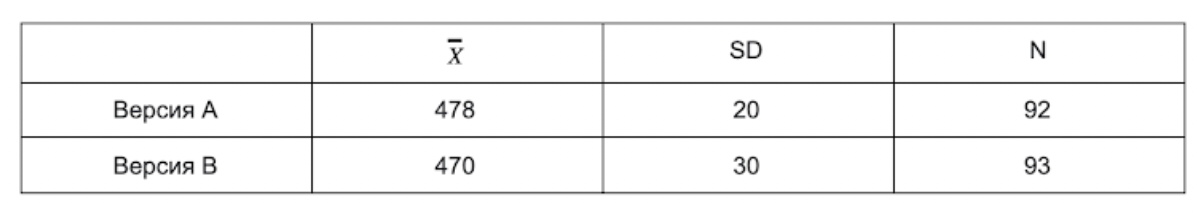 X̅ SD N
Версия А 478 20 92
Версия В 470 30 93